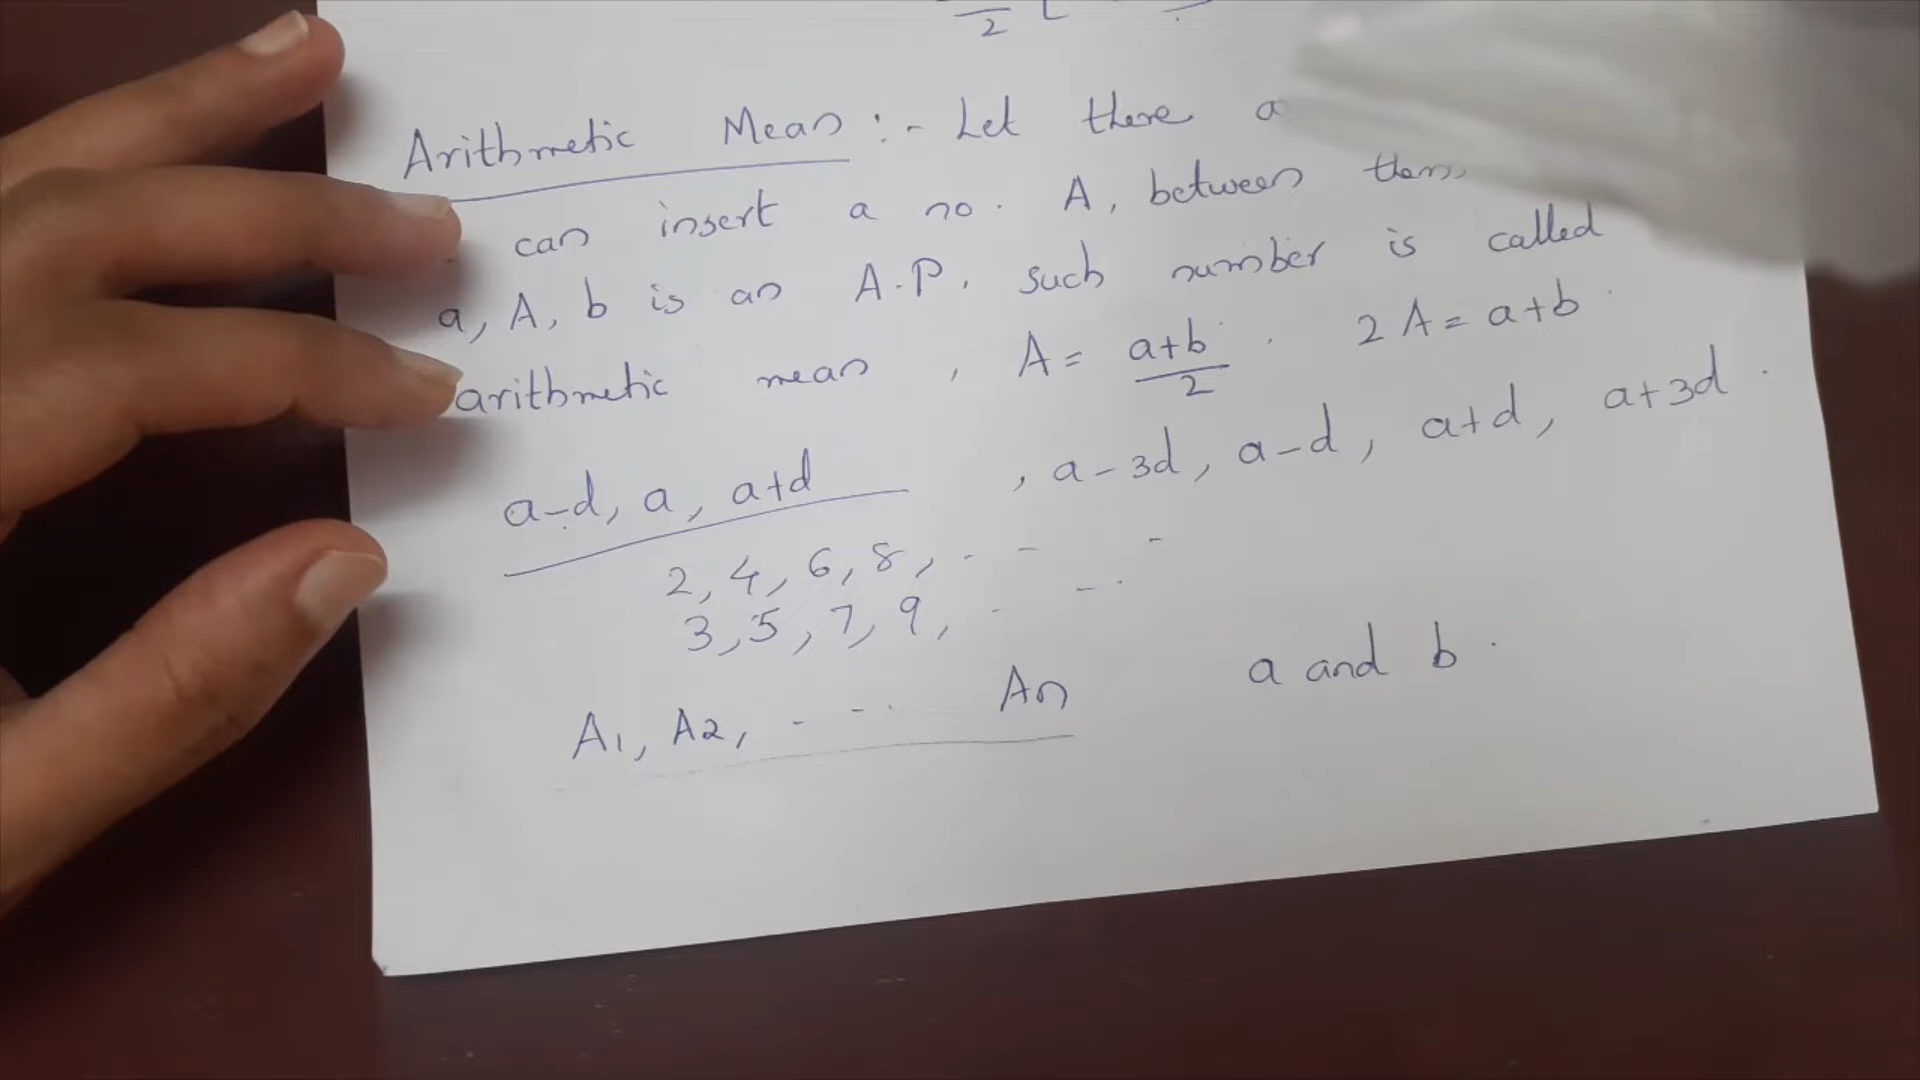 2 [
Arithmetic Mean :- Let there a
can insert a no. A, between them
a, A, b is an A.P, such number is called
arithmetic mean, A = a+b/2 . 2A = a+b .
a-d, a, a+d , a-3d, a-d, a+d, a+3d .
2, 4, 6, 8, . - -
3, 5, 7, 9, . - ..
A1, A2, - - .. An a and b .